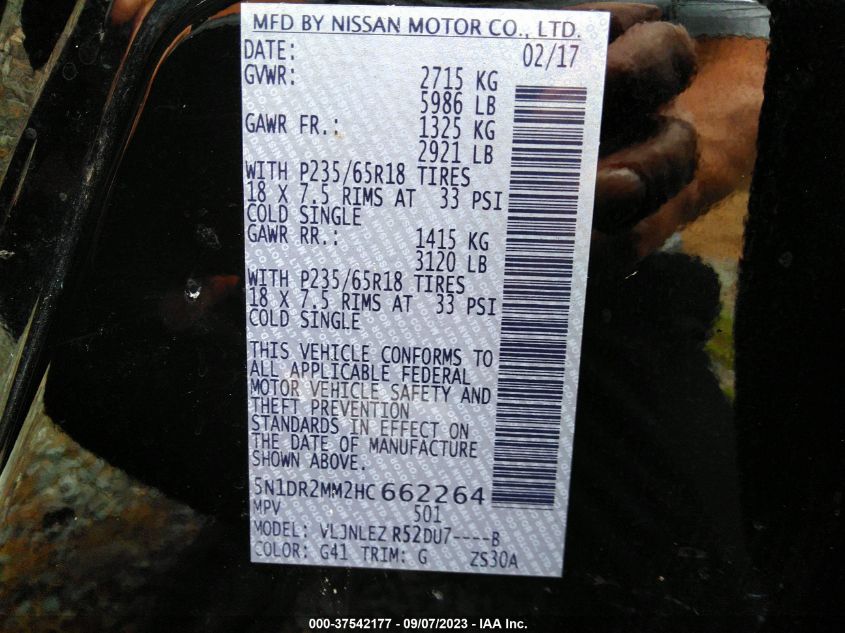 MFD BY NISSAN MOTOR CO., LTD.
DATE: 02/17
GVWR: 2715 KG
5986 LB
GAWR FR.: 1325 KG
2921 LB
WITH P235/65R18 TIRES
18 X 7.5 RIMS AT 33 PSI
COLD SINGLE
GAWR RR.: 1415 KG
3120 LB
WITH P235/65R18 TIRES
18 X 7.5 RIMS AT 33 PSI
COLD SINGLE
THIS VEHICLE CONFORMS TO
ALL APPLICABLE FEDERAL
MOTOR VEHICLE SAFETY AND
THEFT PREVENTION
STANDARDS IN EFFECT ON
THE DATE OF MANUFACTURE
SHOWN ABOVE.
5N1DR2MM2HC662264
MPV 501
MODEL: VLJNLEZ R52DU7----B
COLOR: G41 TRIM: G ZS30A
000-37542177 - 09/07/2023 - IAA Inc.